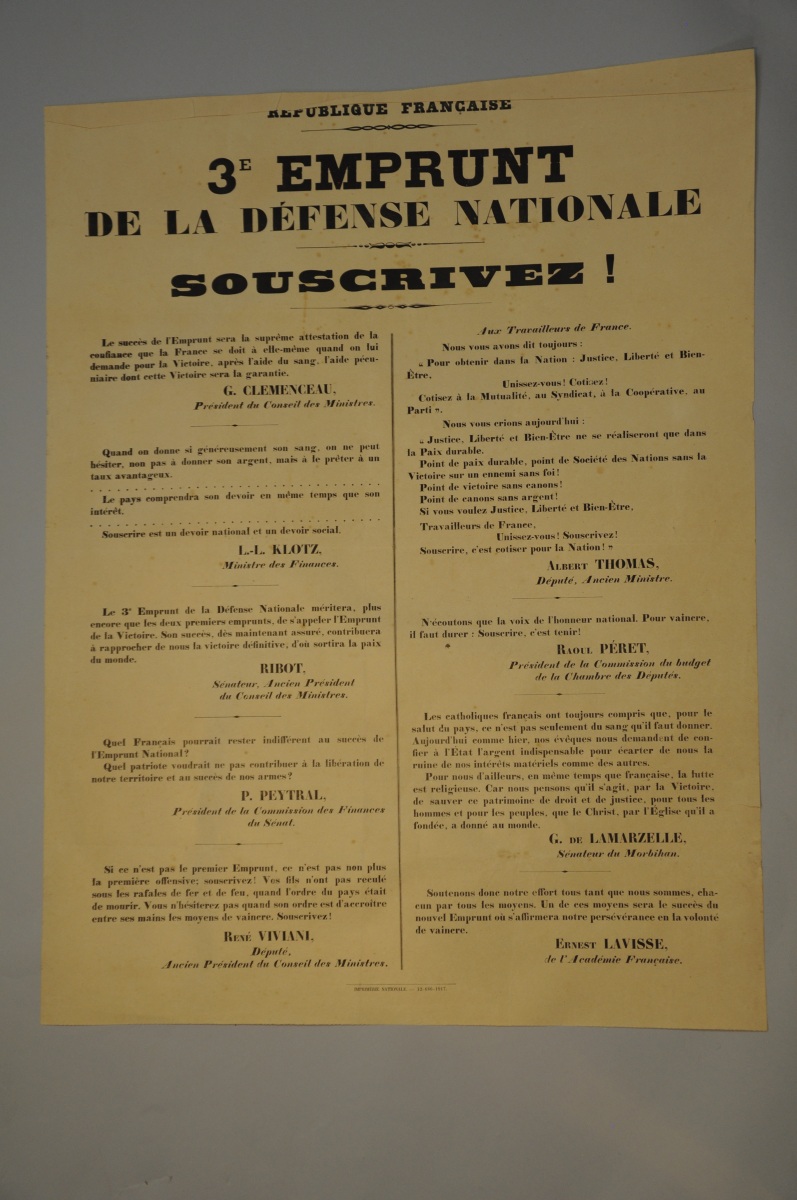 RÉPUBLIQUE FRANÇAISE
3E EMPRUNT
DE LA DÉFENSE NATIONALE
SOUSCRIVEZ !
Le succès de l'Emprunt sera la suprême attestation de la
confiance que la France se doit à elle-même quand on lui
demande pour la Victoire, après l'aide du sang, l'aide pécu-
niaire dont cette Victoire sera la garantie.
G. CLEMENCEAU,
Président du Conseil des Ministres.
Quand on donne si généreusement son sang, on ne peut
hésiter, non pas à donner son argent, mais à le prêter à un
taux avantageux.
Le pays comprendra son devoir en même temps que son
intérêt.
Souscrire est un devoir national et un devoir social.
L.-L. KLOTZ,
Ministre des Finances.
Le 3e Emprunt de la Défense Nationale méritera, plus
encore que les deux premiers emprunts, de s'appeler l'Emprunt
de la Victoire. Son succès, dès maintenant assuré, contribuera
à rapprocher de nous la victoire définitive, d'où sortira la paix
du monde.
RIBOT,
Sénateur, Ancien Président
du Conseil des Ministres.
Quel Français pourrait rester indifférent au succès de
l'Emprunt National ?
Quel patriote voudrait ne pas contribuer à la libération de
notre territoire et au succès de nos armes ?
P. PEYTRAL,
Président de la Commission des Finances
du Sénat.
Si ce n'est pas le premier Emprunt, ce n'est pas non plus
la première offensive; souscrivez! Vos fils n'ont pas reculé
sous les rafales de fer et de feu, quand l'ordre du pays était
de mourir. Vous n'hésiterez pas quand son ordre est d'accroître
entre ses mains les moyens de vaincre. Souscrivez!
RENÉ VIVIANI,
Député,
Ancien Président du Conseil des Ministres.
Aux Travailleurs de France.
Nous vous avons dit toujours :
« Pour obtenir dans la Nation : Justice, Liberté et Bien-
Être,
Unissez-vous! Cotisez!
Cotisez à la Mutualité, au Syndicat, à la Coopérative, au
Parti ».
Nous vous crions aujourd'hui :
« Justice, Liberté et Bien-Être ne se réaliseront que dans
la Paix durable.
Point de paix durable, point de Société des Nations sans la
Victoire sur un ennemi sans foi!
Point de victoire sans canons!
Point de canons sans argent!
Si vous voulez Justice, Liberté et Bien-Être,
Travailleurs de France,
Unissez-vous! Souscrivez!
Souscrire, c'est cotiser pour la Nation! »
ALBERT THOMAS,
Député, Ancien Ministre.
N'écoutons que la voix de l'honneur national. Pour vaincre,
il faut durer : Souscrire, c'est tenir!
RAOUL PÉRET,
Président de la Commission du budget
de la Chambre des Députés.
Les catholiques français ont toujours compris que, pour le
salut du pays, ce n'est pas seulement du sang qu'il faut donner.
Aujourd'hui comme hier, nos évêques nous demandent de con-
fier à l'État l'argent indispensable pour écarter de nous la
ruine de nos intérêts matériels comme des autres.
Pour nous d'ailleurs, en même temps que française, la lutte
est religieuse. Car nous pensons qu'il s'agit, par la Victoire,
de sauver ce patrimoine de droit et de justice, pour tous les
hommes et pour les peuples, que le Christ, par l'Église qu'il a
fondée, a donné au monde.
G. DE LAMARZELLE,
Sénateur du Morbihan.
Soutenons donc notre effort tous tant que nous sommes, cha-
cun par tous les moyens. Un de ces moyens sera le succès du
nouvel Emprunt où s'affirmera notre persévérance en la volonté
de vaincre.
ERNEST LAVISSE,
de l'Académie Française.
IMPRIMERIE NATIONALE. — 1917.